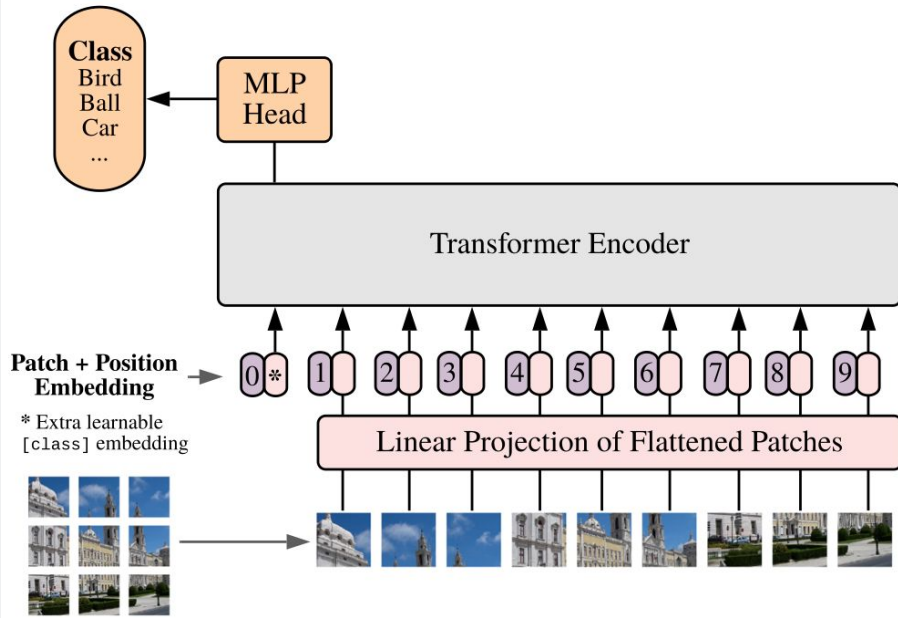 Class
Bird
Ball
Car
...
MLP
Head
Transformer Encoder
Patch + Position
Embedding
0 * 1 2 3 4 5 6 7 8 9
* Extra learnable
[class] embedding
Linear Projection of Flattened Patches